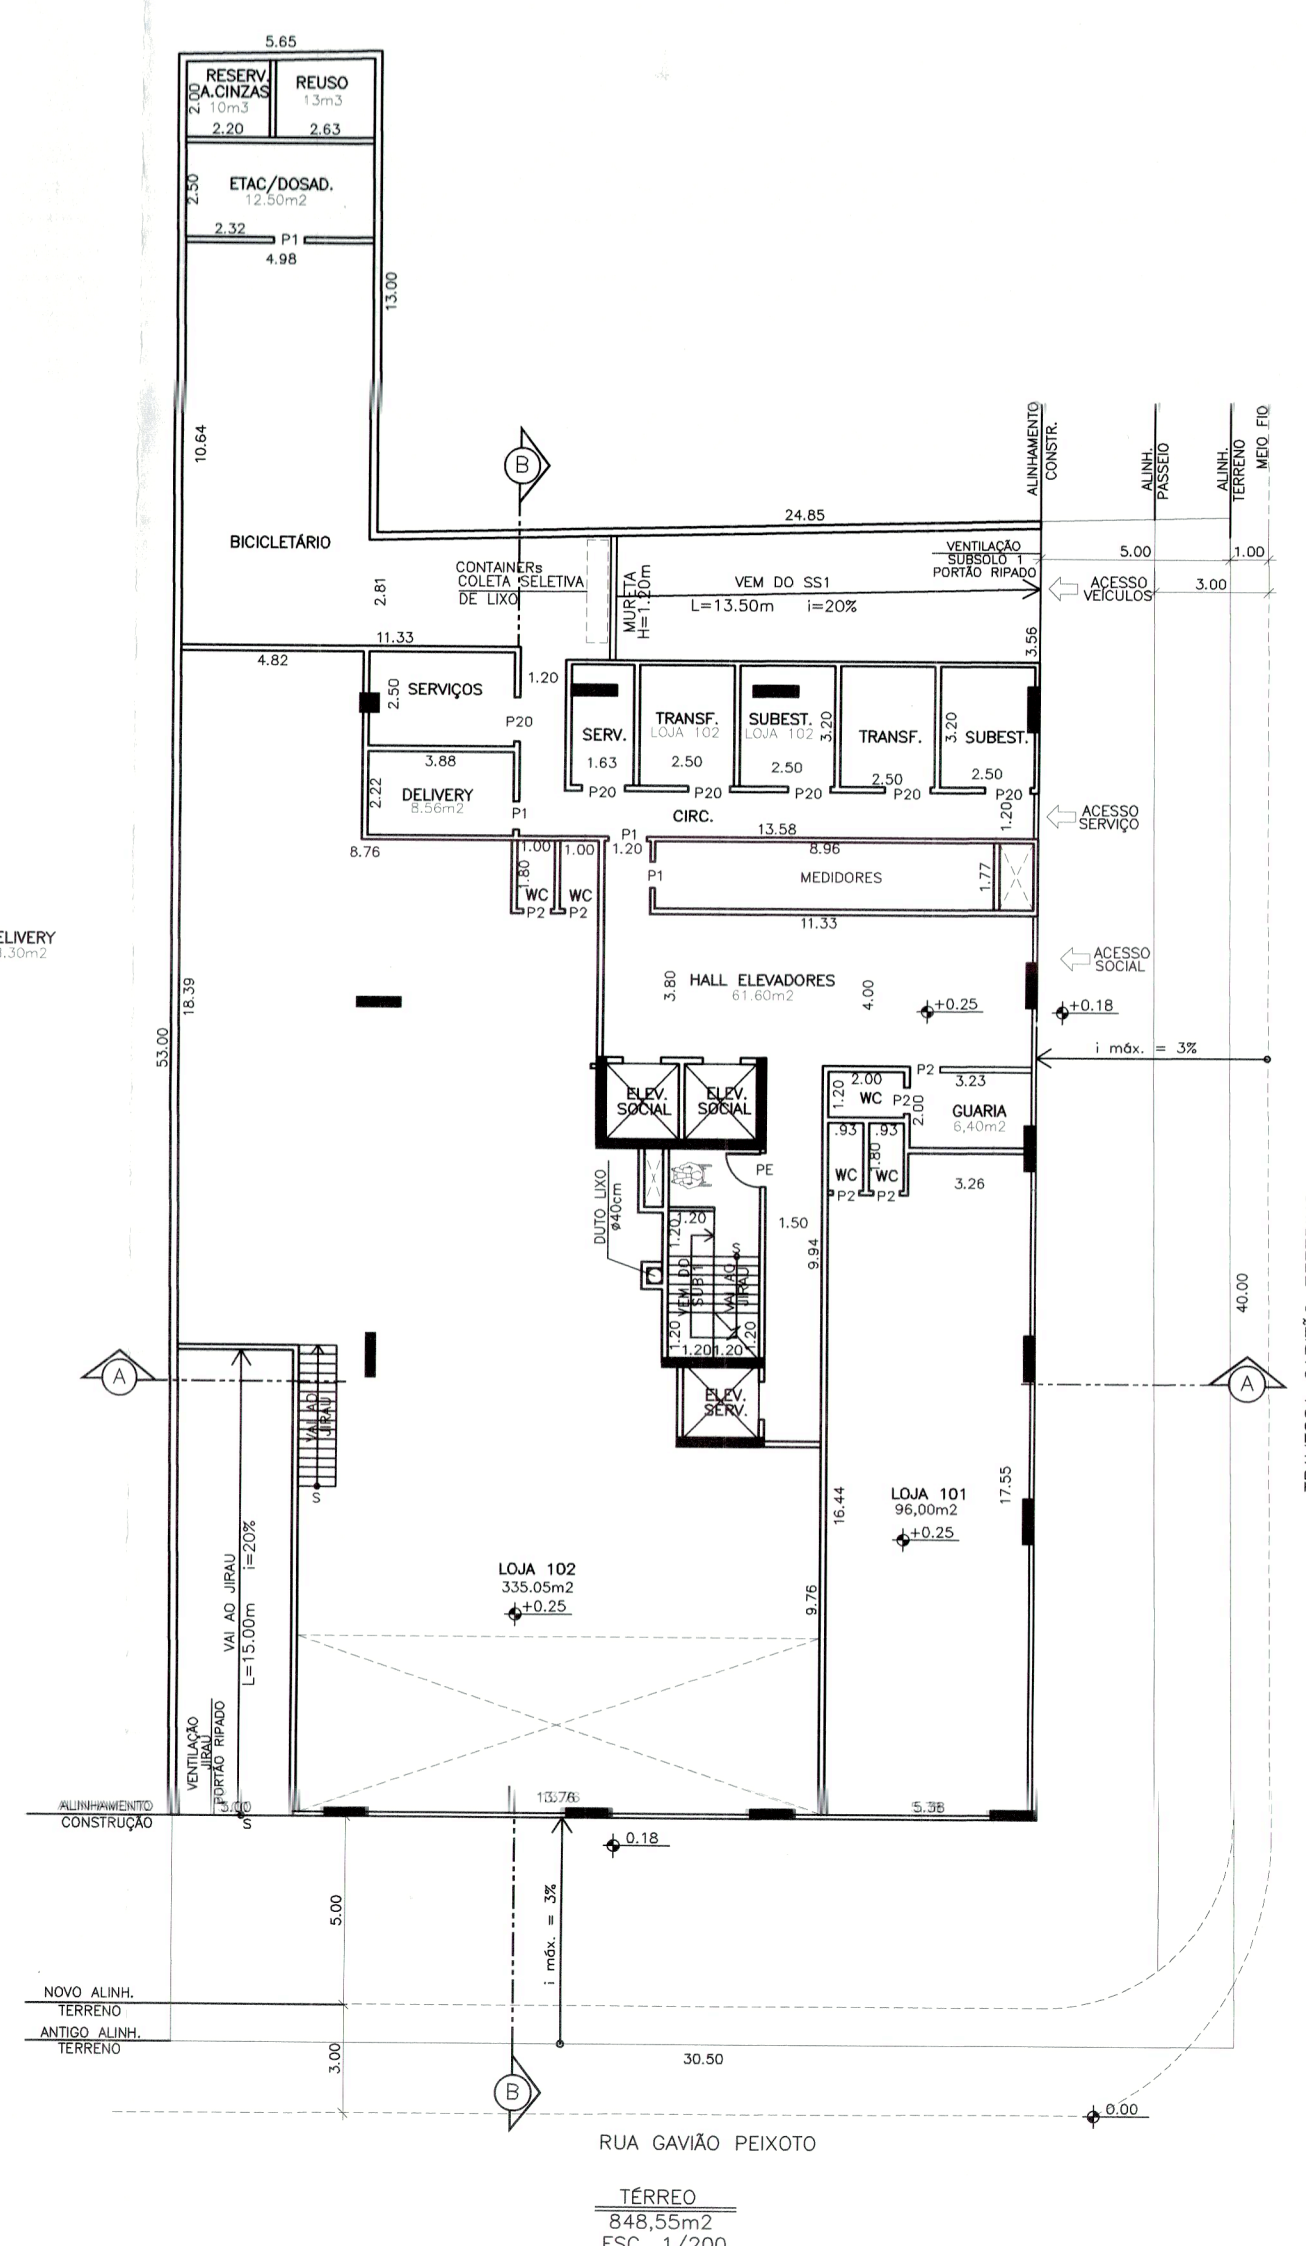 5.65
RESERV.
A.CINZAS
10m3
2.00
2.20
REUSO
13m3
2.63
ETAC/DOSAD.
12.50m2
2.50
2.32
P1
4.98
13.00
10.64
BICICLETÁRIO
2.81
B
24.85
ALINHAMENTO
CONSTR.
ALINH.
PASSEIO
ALINH.
TERRENO
MEIO FIO
5.00
1.00
3.00
CONTAINERs
COLETA SELETIVA
DE LIXO
MURETA
H=1.20m
VEM DO SS1
L=13.50m i=20%
VENTILAÇÃO
SUBSOLO 1
PORTÃO RIPADO
ACESSO
VEÍCULOS
3.56
11.33
4.82
2.50
SERVIÇOS
1.20
P20
3.88
SERV.
1.63
P20
TRANSF.
LOJA 102
2.50
P20
SUBEST.
LOJA 102
3.20
2.50
P20
TRANSF.
2.50
P20
3.20
SUBEST.
2.50
P20
2.22
DELIVERY
8.56m2
P1
CIRC.
13.58
1.20
ACESSO
SERVIÇO
8.76
1.00
1.00
P1
1.20
8.96
1.80
WC
P2
WC
P2
P1
MEDIDORES
1.77
11.33
ELIVERY
.30m2
ACESSO
SOCIAL
18.39
3.80
HALL ELEVADORES
61.60m2
4.00
+0.25
+0.18
53.00
i máx. = 3%
ELEV.
SOCIAL
ELEV.
SOCIAL
2.00
1.20
WC
P2
P2
2.00
3.23
GUARIA
6,40m2
.93
.93
1.80
WC
WC
P2
P2
3.26
PE
DUTO LIXO
ø40cm
1.20
1.20
1.50
9.94
VEM DO
SUB1
VAI AO
JIRAU
S
1.20
1.20
1.20
1.20
40.00
A
A
ELEV.
SERV.
VAI AO
JIRAU
S
16.44
LOJA 101
96,00m2
+0.25
17.55
VAI AO JIRAU
L=15.00m i=20%
LOJA 102
335.05m2
+0.25
9.76
VENTILAÇÃO
JIRAU
PORTÃO RIPADO
ALINHAMENTO
CONSTRUÇÃO
3.00
S
13.76
5.38
0.18
5.00
i máx. = 3%
NOVO ALINH.
TERRENO
ANTIGO ALINH.
TERRENO
3.00
30.50
B
0.00
RUA GAVIÃO PEIXOTO
TÉRREO
848,55m2
ESC. 1/200